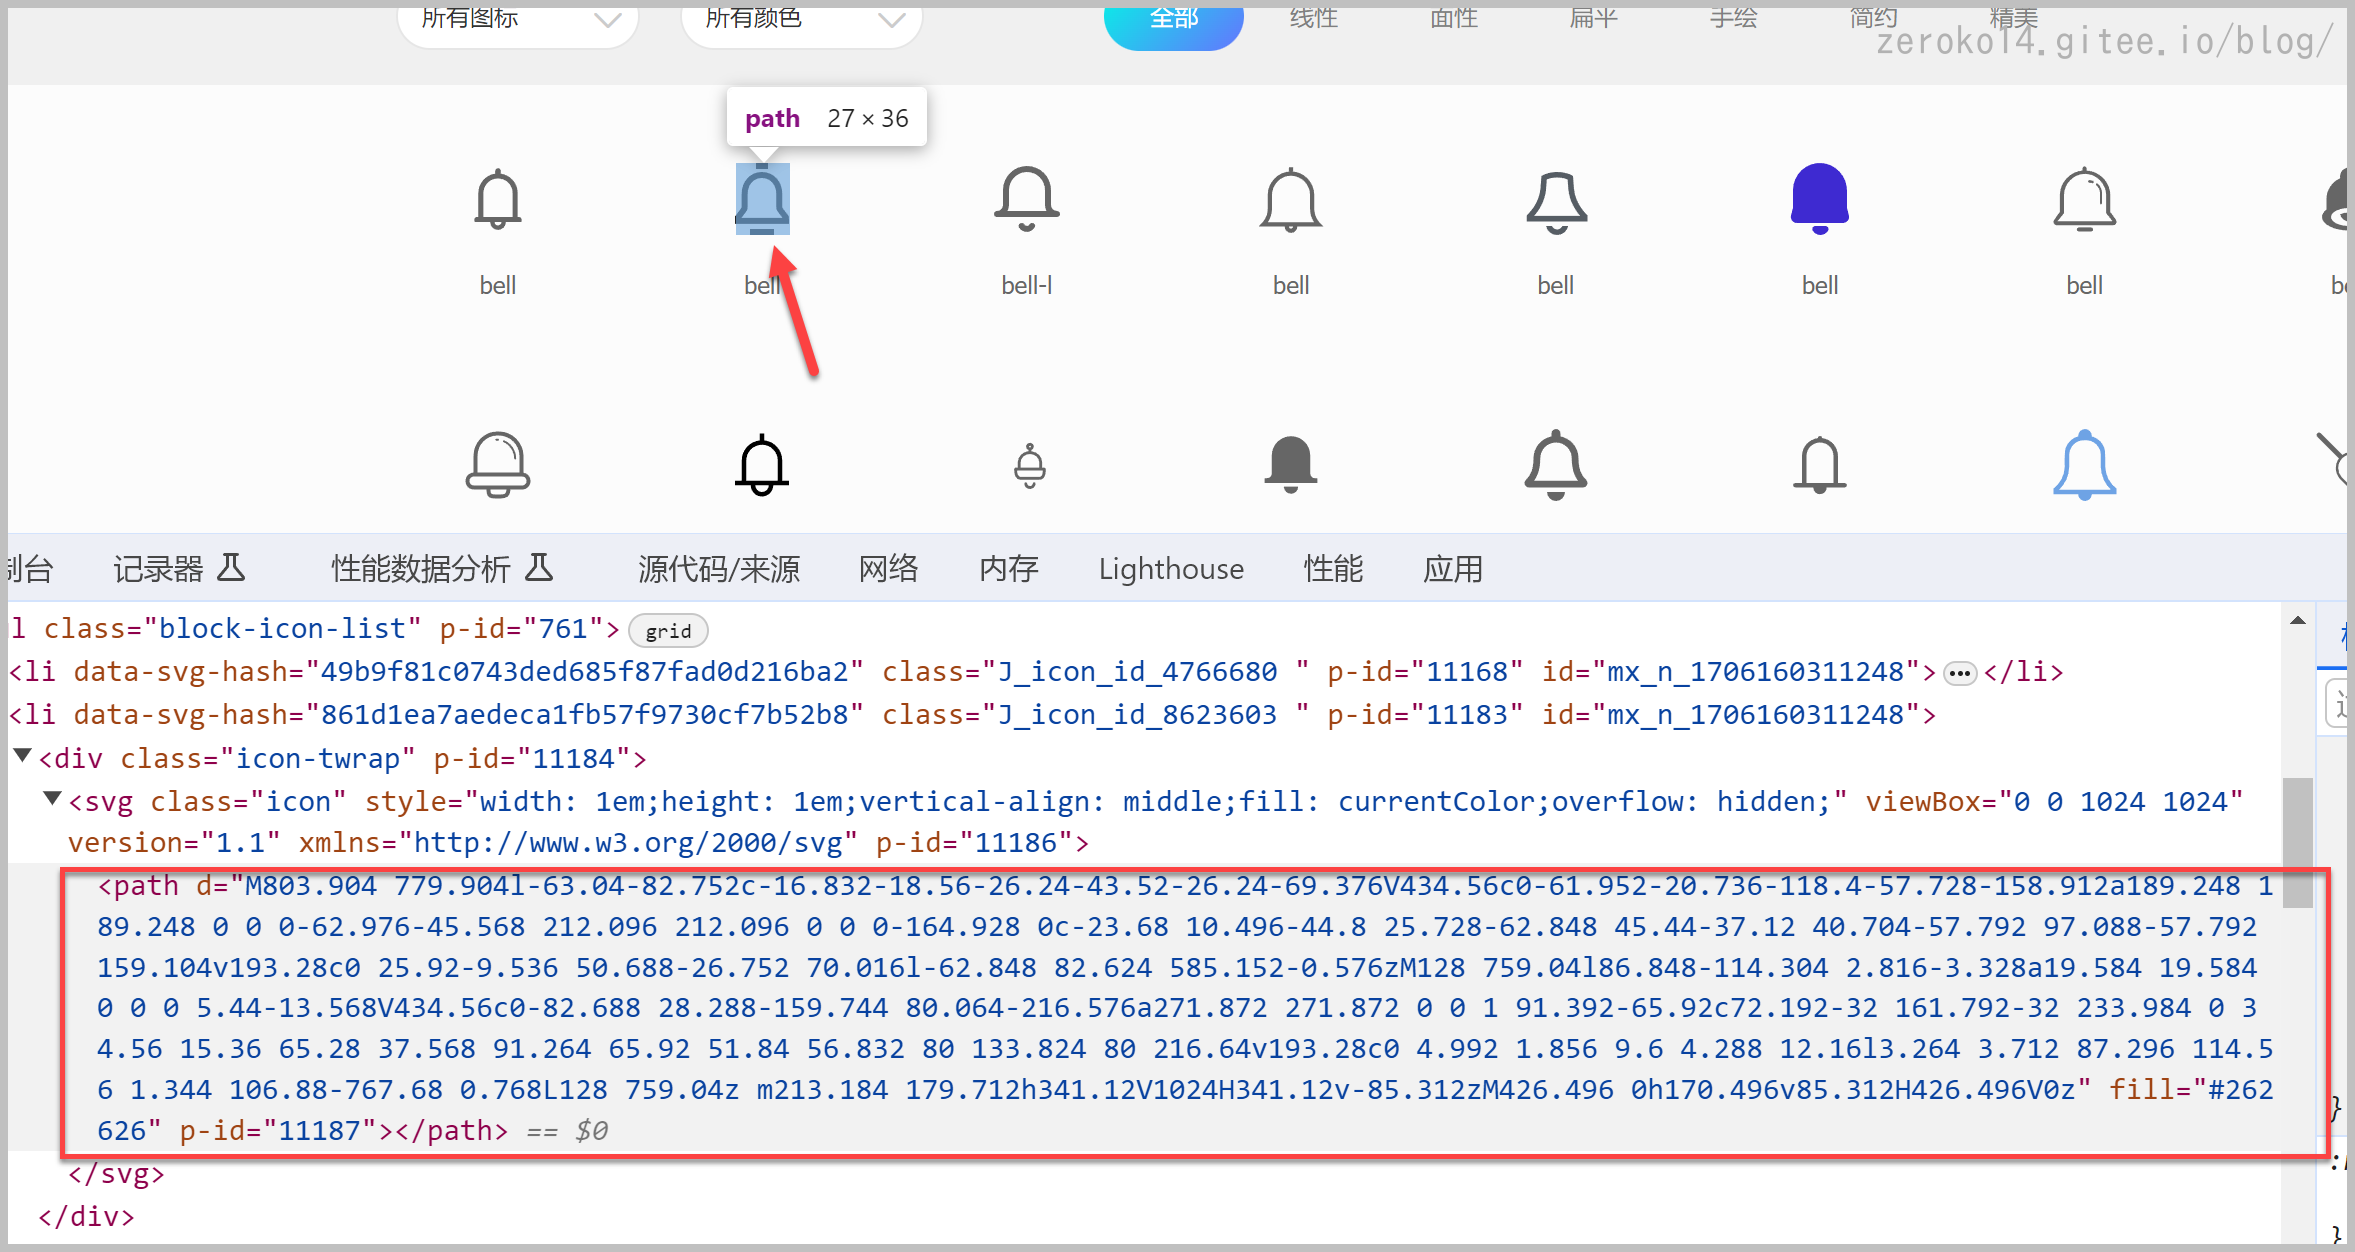 所有图标
所有颜色
全部
线性
面性
扁平
手绘
简约
精美
zeroko14.gitee.io/blog/
path 27 × 36
bell
bell
bell-l
bell
bell
bell
bell
制台
记录器
性能数据分析
源代码/来源
网络
内存
Lighthouse
性能
应用
l class="block-icon-list" p-id="761"> grid
<li data-svg-hash="49b9f81c0743ded685f87fad0d216ba2" class="J_icon_id_4766680 " p-id="11168" id="mx_n_1706160311248">…</li>
<li data-svg-hash="861d1ea7aedeca1fb57f9730cf7b52b8" class="J_icon_id_8623603 " p-id="11183" id="mx_n_1706160311248">
<div class="icon-twrap" p-id="11184">
<svg class="icon" style="width: 1em;height: 1em;vertical-align: middle;fill: currentColor;overflow: hidden;" viewBox="0 0 1024 1024"
version="1.1" xmlns="http://www.w3.org/2000/svg" p-id="11186">
<path d="M803.904 779.904l-63.04-82.752c-16.832-18.56-26.24-43.52-26.24-69.376V434.56c0-61.952-20.736-118.4-57.728-158.912a189.248 1
89.248 0 0 0-62.976-45.568 212.096 212.096 0 0 0-164.928 0c-23.68 10.496-44.8 25.728-62.848 45.44-37.12 40.704-57.792 97.088-57.792
159.104v193.28c0 25.92-9.536 50.688-26.752 70.016l-62.848 82.624 585.152-0.576zM128 759.04l86.848-114.304 2.816-3.328a19.584 19.584
0 0 0 5.44-13.568V434.56c0-82.688 28.288-159.744 80.064-216.576a271.872 271.872 0 0 1 91.392-65.92c72.192-32 161.792-32 233.984 0 3
4.56 15.36 65.28 37.568 91.264 65.92 51.84 56.832 80 133.824 80 216.64v193.28c0 4.992 1.856 9.6 4.288 12.16l3.264 3.712 87.296 114.5
6 1.344 106.88-767.68 0.768L128 759.04z m213.184 179.712h341.12V1024H341.12v-85.312zM426.496 0h170.496v85.312H426.496V0z" fill="#262
626" p-id="11187"></path> == $0
</svg>
</div>